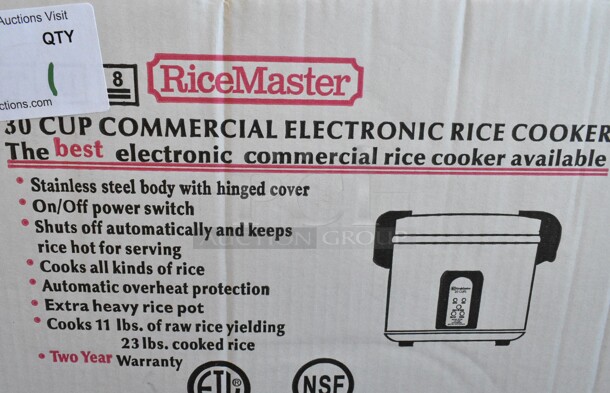 Auctions Visit
QTY
1
ctions.com
8
RiceMaster
30 CUP COMMERCIAL ELECTRONIC RICE COOKER
The best electronic commercial rice cooker available
• Stainless steel body with hinged cover
• On/Off power switch
• Shuts off automatically and keeps
rice hot for serving
• Cooks all kinds of rice
• Automatic overheat protection
• Extra heavy rice pot
• Cooks 11 lbs. of raw rice yielding
23 lbs. cooked rice
• Two Year Warranty
AUCTION GROUP
ETL®
NSF